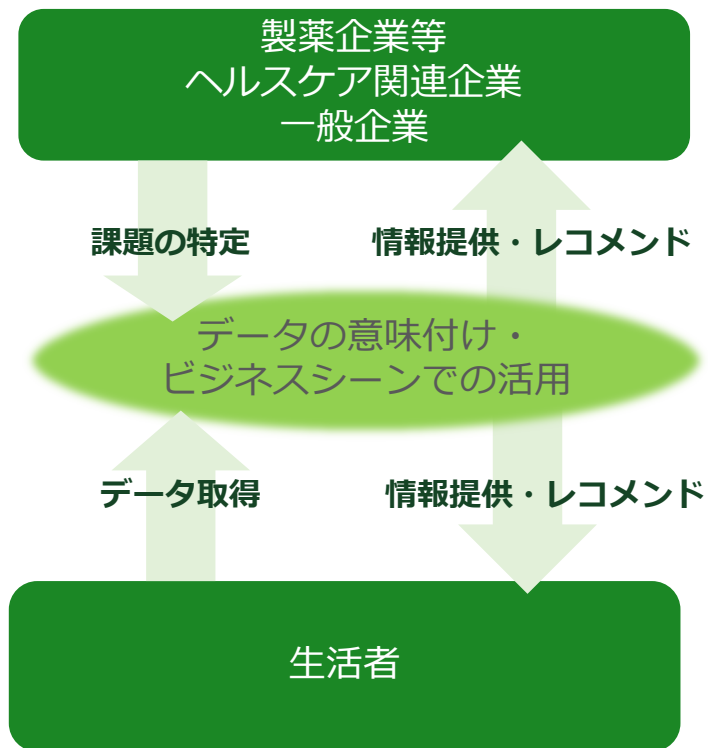 製薬企業等
ヘルスケア関連企業
一般企業
課題の特定
情報提供・レコメンド
データの意味付け・
ビジネスシーンでの活用
データ取得
情報提供・レコメンド
生活者